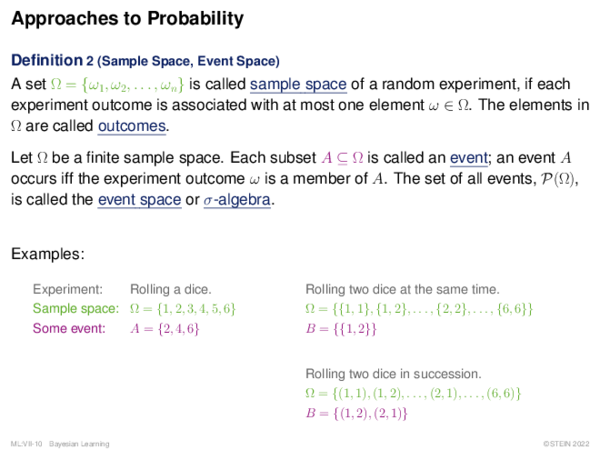 Approaches to Probability
Definition 2 (Sample Space, Event Space)
A set Ω = {ω₁, ω₂, . . . , ωₙ} is called sample space of a random experiment, if each
experiment outcome is associated with at most one element ω ∈ Ω. The elements in
Ω are called outcomes.
Let Ω be a finite sample space. Each subset A ⊆ Ω is called an event; an event A
occurs iff the experiment outcome ω is a member of A. The set of all events, 𝒫(Ω),
is called the event space or σ-algebra.
Examples:
Experiment: Rolling a dice.
Sample space: Ω = {1, 2, 3, 4, 5, 6}
Some event: A = {2, 4, 6}
Rolling two dice at the same time.
Ω = {{1, 1}, {1, 2}, . . . , {2, 2}, . . . , {6, 6}}
B = {{1, 2}}
Rolling two dice in succession.
Ω = {(1, 1), (1, 2), . . . , (2, 1), . . . , (6, 6)}
B = {(1, 2), (2, 1)}
ML:VII-10 Bayesian Learning
©STEIN 2022